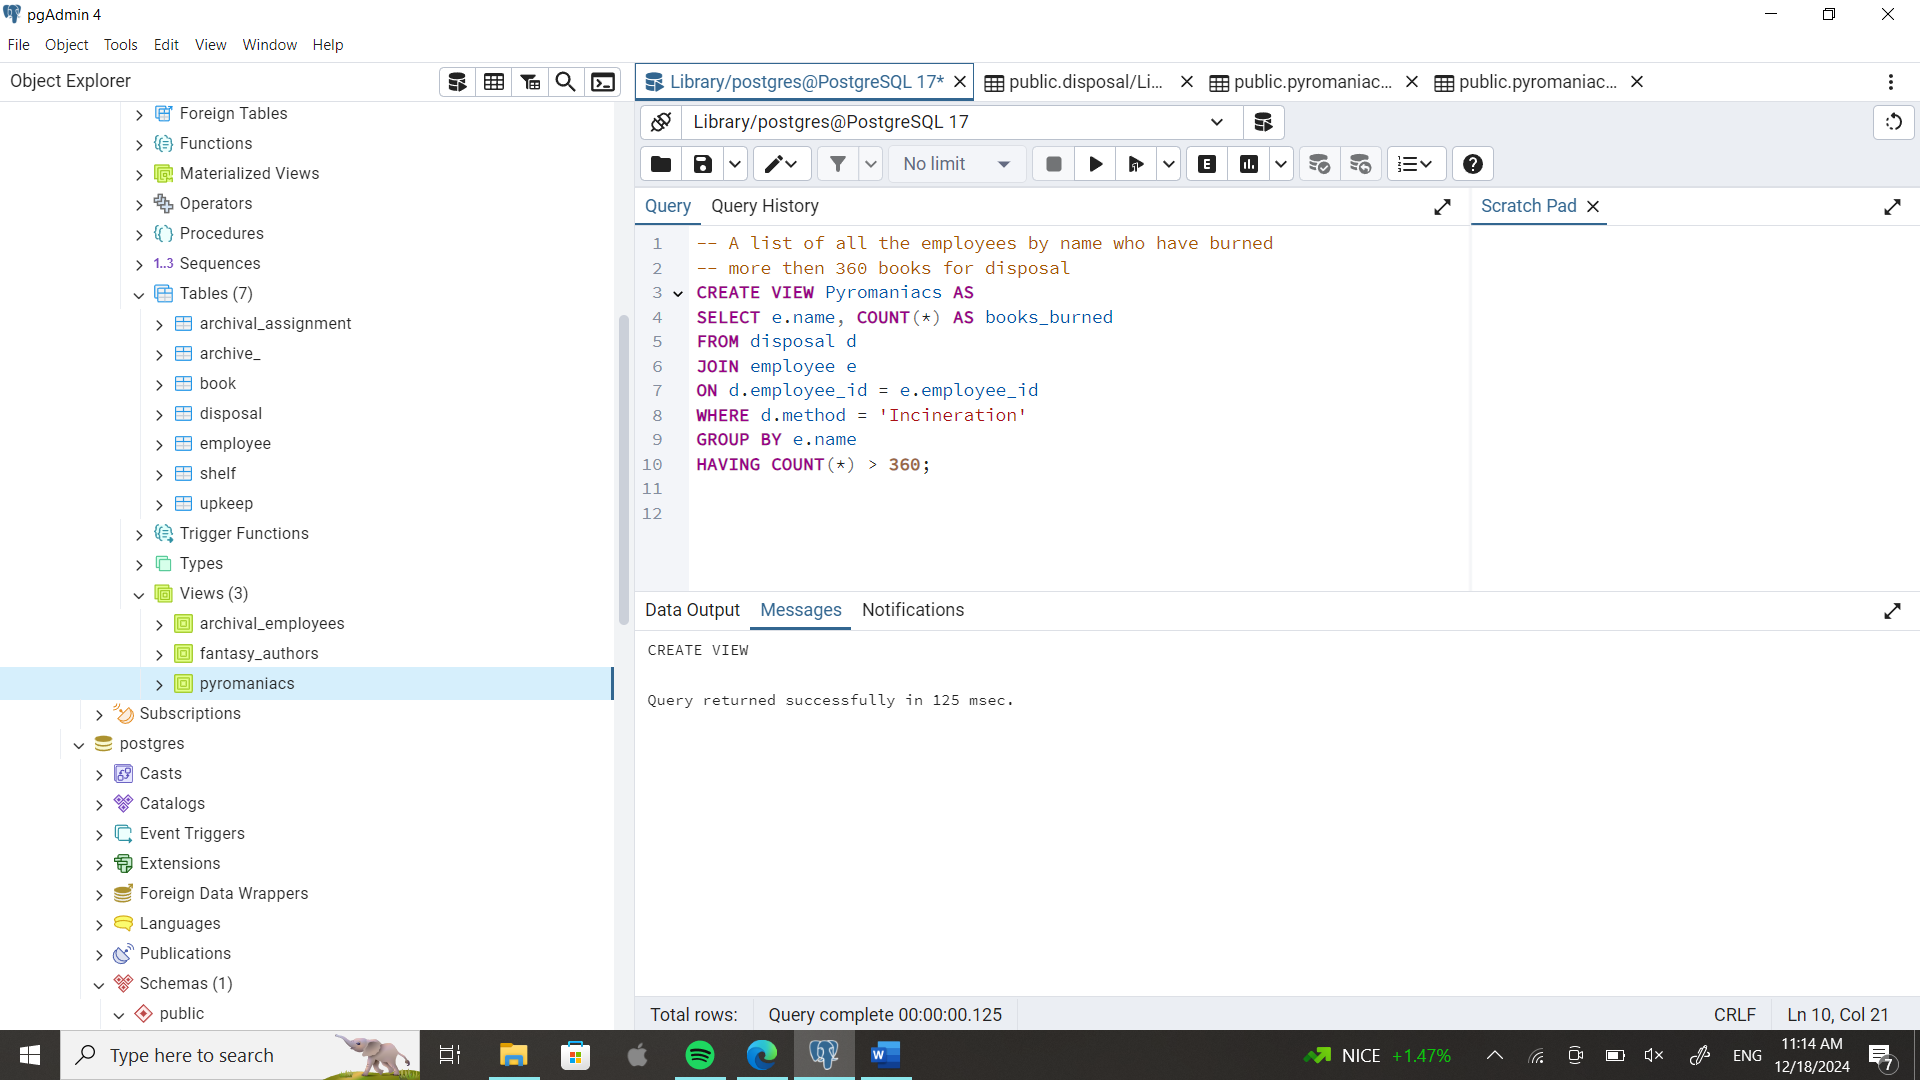 pgAdmin 4
File Object Tools Edit View Window Help
Object Explorer
Foreign Tables
Functions
Materialized Views
Operators
Procedures
1..3 Sequences
Tables (7)
archival_assignment
archive_
book
disposal
employee
shelf
upkeep
Trigger Functions
Types
Views (3)
archival_employees
fantasy_authors
pyromaniacs
Subscriptions
postgres
Casts
Catalogs
Event Triggers
Extensions
Foreign Data Wrappers
Languages
Publications
Schemas (1)
public
Library/postgres@PostgreSQL 17* public.disposal/Li... public.pyromaniac... public.pyromaniac...
Library/postgres@PostgreSQL 17
No limit E
Query Query History Scratch Pad
1 -- A list of all the employees by name who have burned
2 -- more then 360 books for disposal
3 CREATE VIEW Pyromaniacs AS
4 SELECT e.name, COUNT(*) AS books_burned
5 FROM disposal d
6 JOIN employee e
7 ON d.employee_id = e.employee_id
8 WHERE d.method = 'Incineration'
9 GROUP BY e.name
10 HAVING COUNT(*) > 360;
11
12
Data Output Messages Notifications
CREATE VIEW
Query returned successfully in 125 msec.
Total rows: Query complete 00:00:00.125 CRLF Ln 10, Col 21
Type here to search W NICE +1.47% ENG 11:14 AM
12/18/2024 7